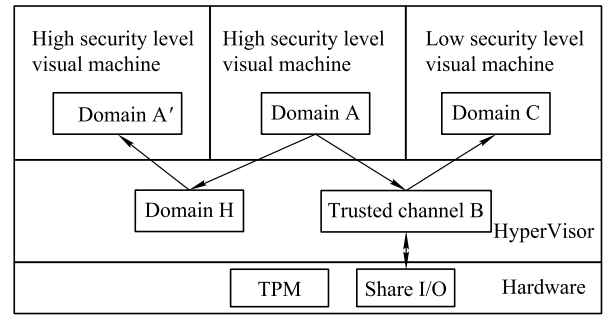 High security level
visual machine
High security level
visual machine
Low security level
visual machine
Domain A′
Domain A
Domain C
Domain H
Trusted channel B
HyperVisor
TPM
Share I/O
Hardware